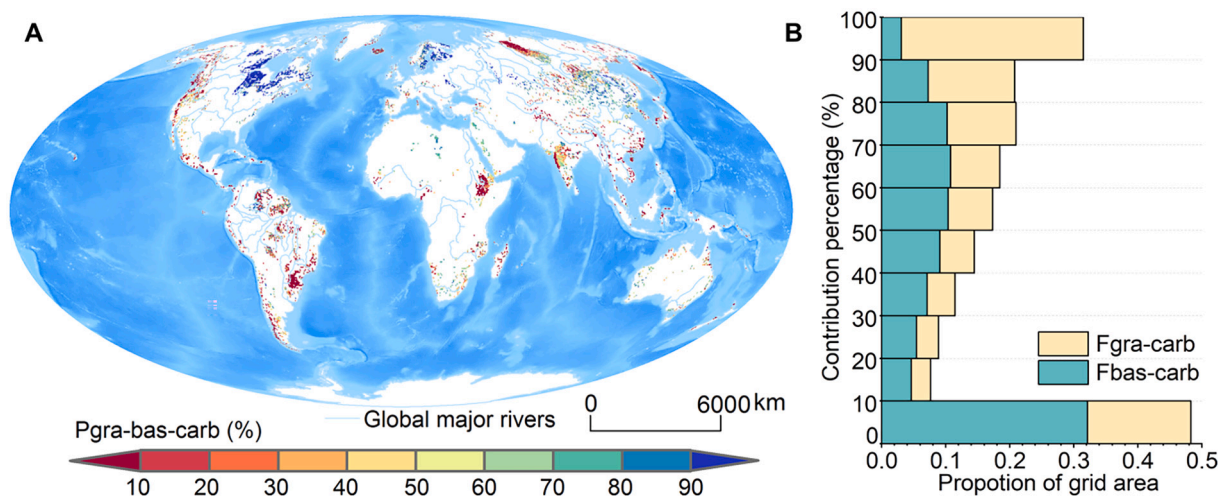 A
Global major rivers
0 6000 km
Pgra-bas-carb (%)
10 20 30 40 50 60 70 80 90
B
Contribution percentage (%)
100
90
80
70
60
50
40
30
20
10
0
Fgra-carb
Fbas-carb
0.0 0.1 0.2 0.3 0.4 0.5
Propotion of grid area